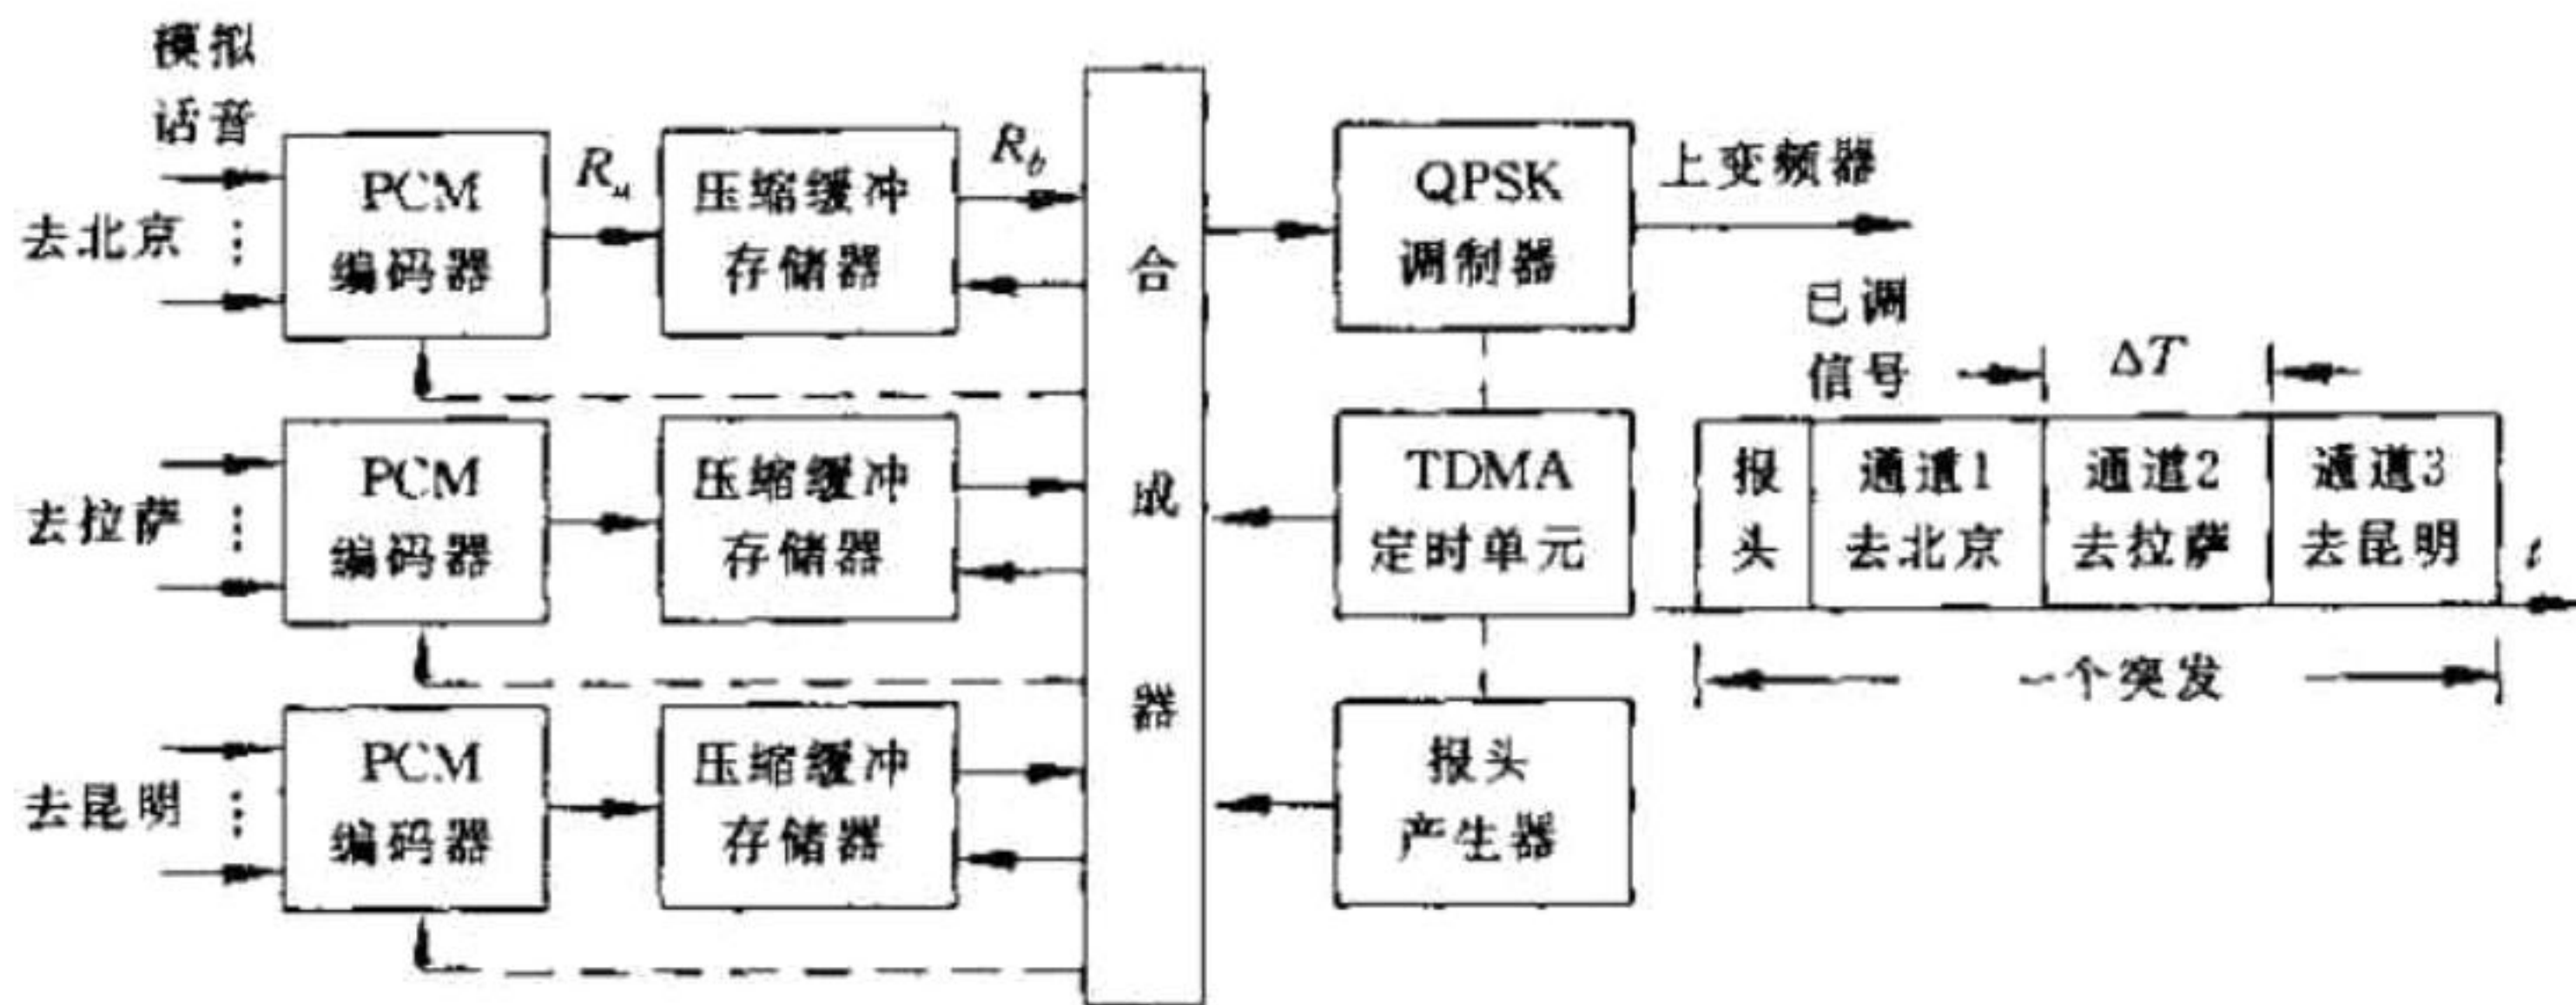 模拟
话音
去北京
PCM
编码器
R_u
压缩缓冲
存储器
R_b
去拉萨
PCM
编码器
压缩缓冲
存储器
去昆明
PCM
编码器
压缩缓冲
存储器
合
成
器
QPSK
调制器
上变频器
TDMA
定时单元
报头
产生器
已调
信号
ΔT
报
头
通道1
去北京
通道2
去拉萨
通道3
去昆明
t
一个突发